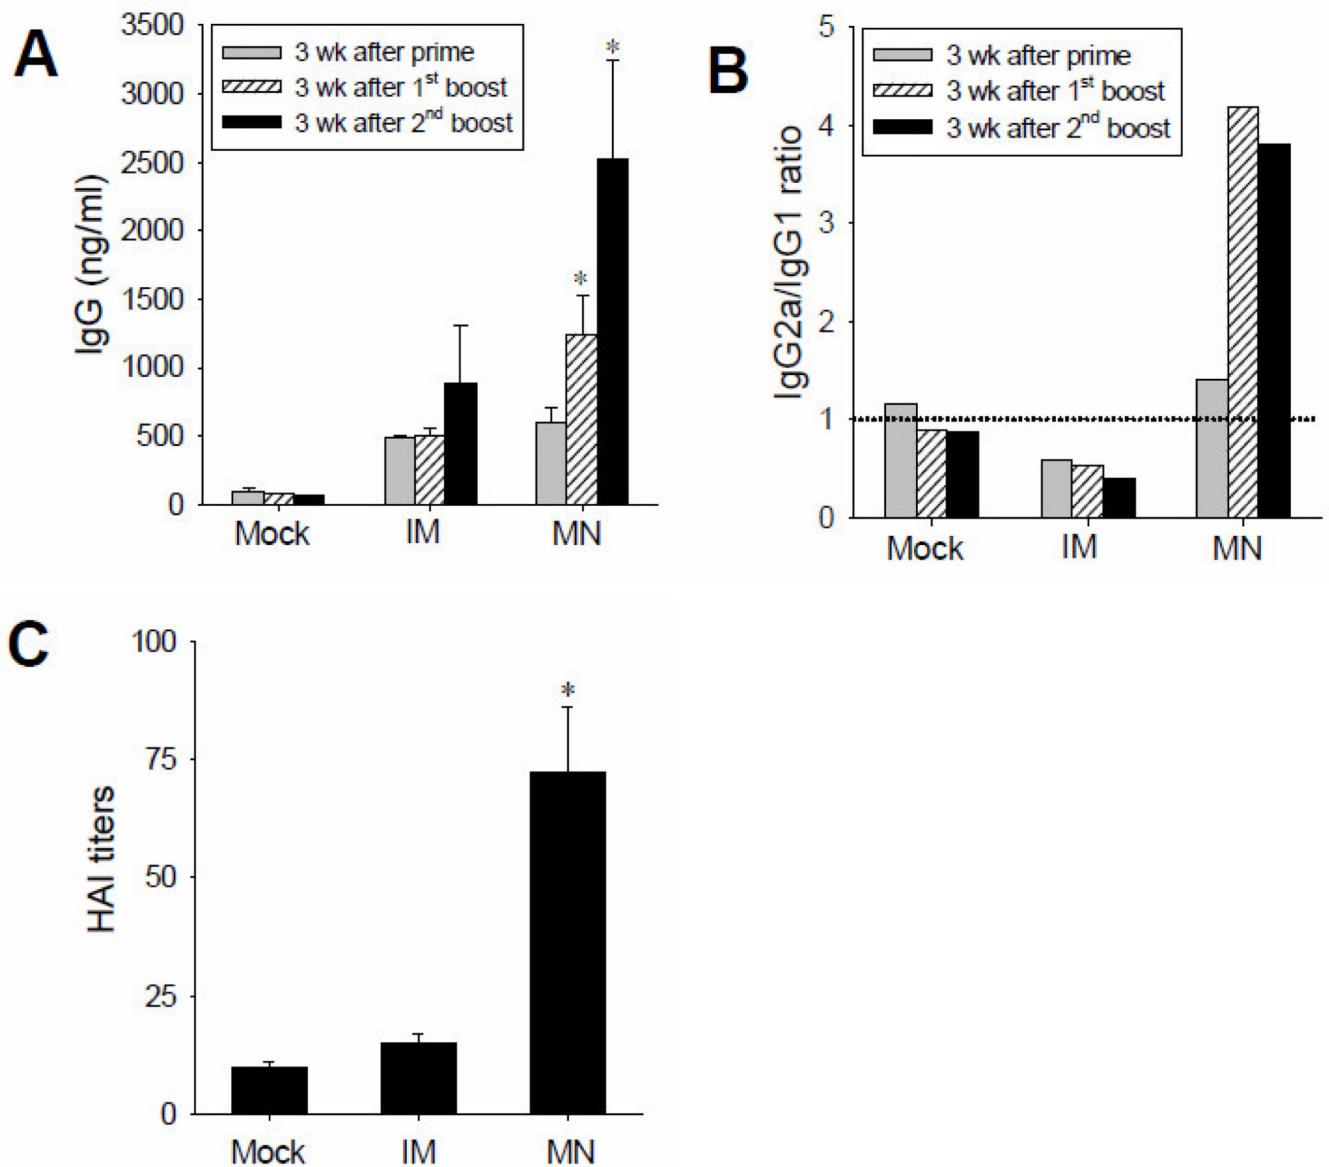 A
3500
3000
2500
2000
1500
1000
500
0
IgG (ng/ml)
3 wk after prime
3 wk after 1st boost
3 wk after 2nd boost
*
*
Mock IM MN
B
5
4
3
2
1
0
IgG2a/IgG1 ratio
3 wk after prime
3 wk after 1st boost
3 wk after 2nd boost
Mock IM MN
C
100
75
50
25
0
HAI titers
*
Mock IM MN